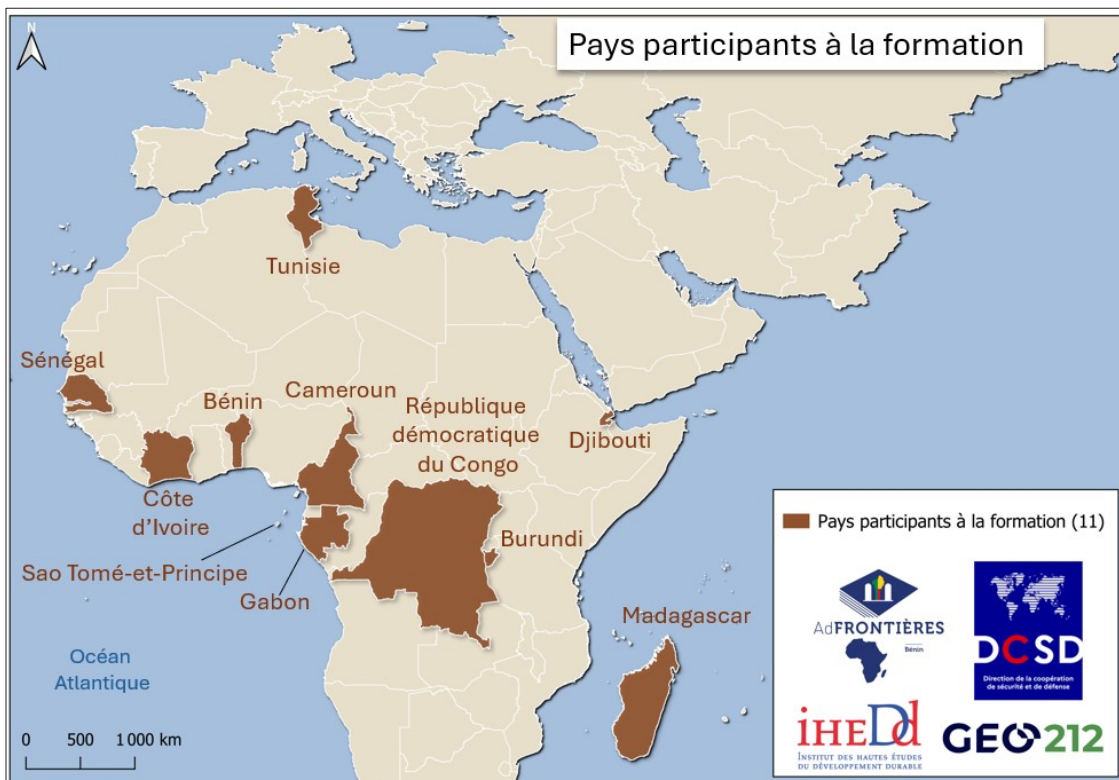 N
Pays participants à la formation
Tunisie
Sénégal
Bénin
Cameroun
République
démocratique
du Congo
Djibouti
Côte
d'Ivoire
Sao Tomé-et-Principe
Gabon
Burundi
Madagascar
Océan
Atlantique
0 500 1 000 km
Pays participants à la formation (11)
AdFRONTIÈRES
Bénin
DCSD
Direction de la coopération
de sécurité et de défense
iHEDd
INSTITUT DES HAUTES ÉTUDES
DU DÉVELOPPEMENT DURABLE
GEO212